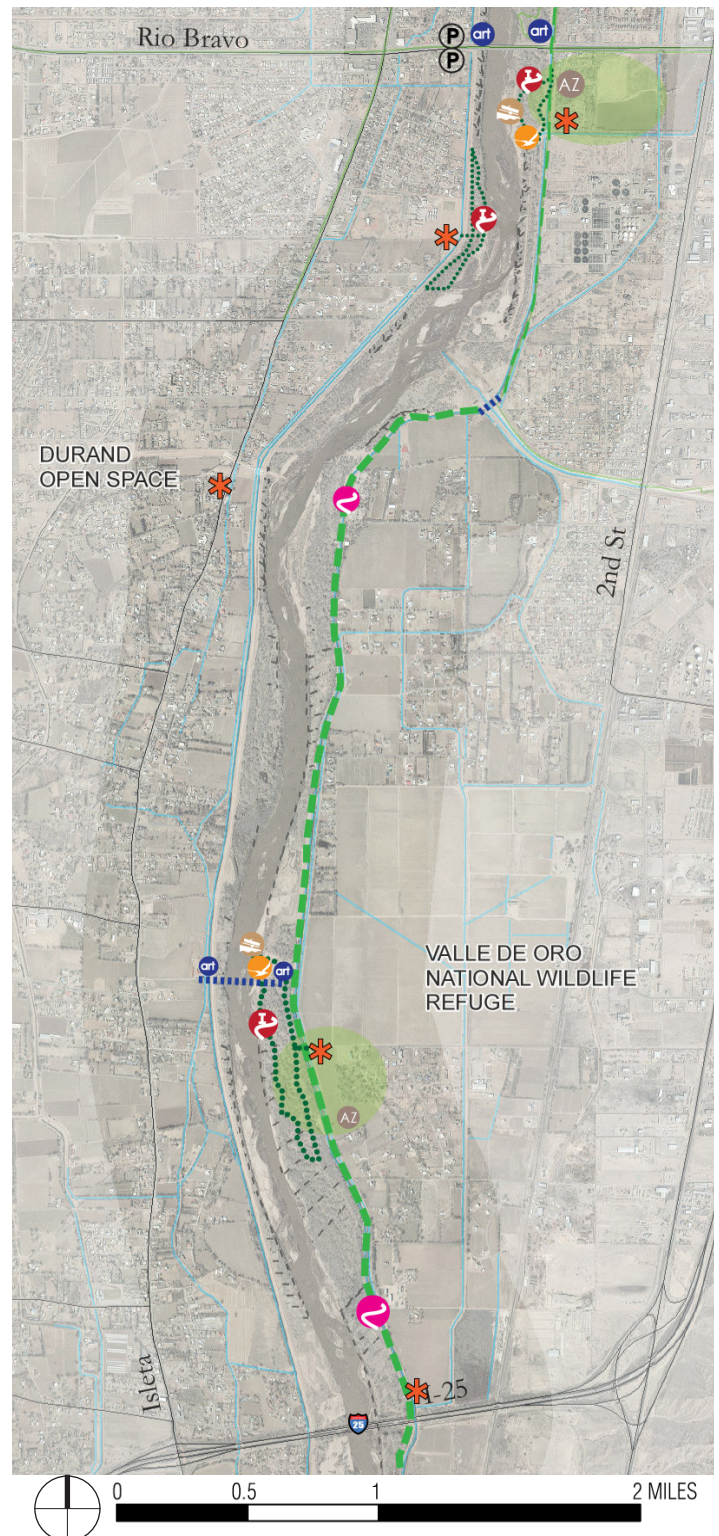 Rio Bravo
P
P
art
art
AZ
DURAND
OPEN SPACE
2nd St
VALLE DE ORO
NATIONAL WILDLIFE
REFUGE
art
art
AZ
Isleta
I-25
25
0
0.5
1
2 MILES